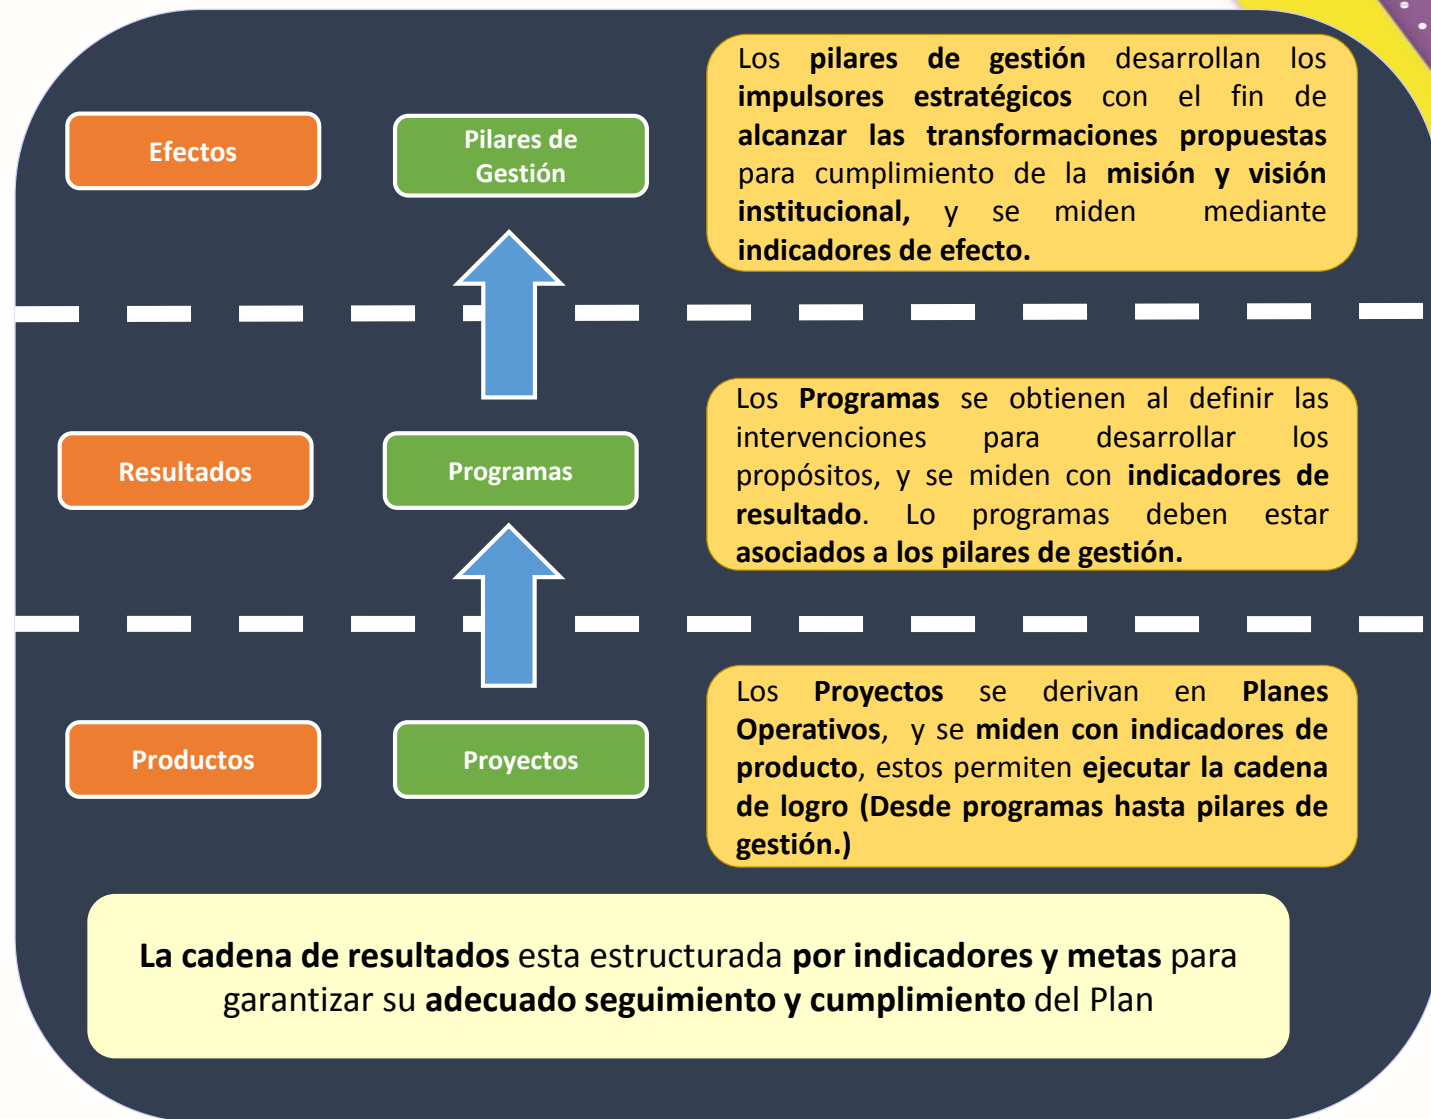 Efectos
Pilares de
Gestión
Los pilares de gestión desarrollan los
impulsores estratégicos con el fin de
alcanzar las transformaciones propuestas
para cumplimiento de la misión y visión
institucional, y se miden mediante
indicadores de efecto.
Resultados
Programas
Los Programas se obtienen al definir las
intervenciones para desarrollar los
propósitos, y se miden con indicadores de
resultado. Lo programas deben estar
asociados a los pilares de gestión.
Productos
Proyectos
Los Proyectos se derivan en Planes
Operativos, y se miden con indicadores de
producto, estos permiten ejecutar la cadena
de logro (Desde programas hasta pilares de
gestión.)
La cadena de resultados esta estructurada por indicadores y metas para
garantizar su adecuado seguimiento y cumplimiento del Plan